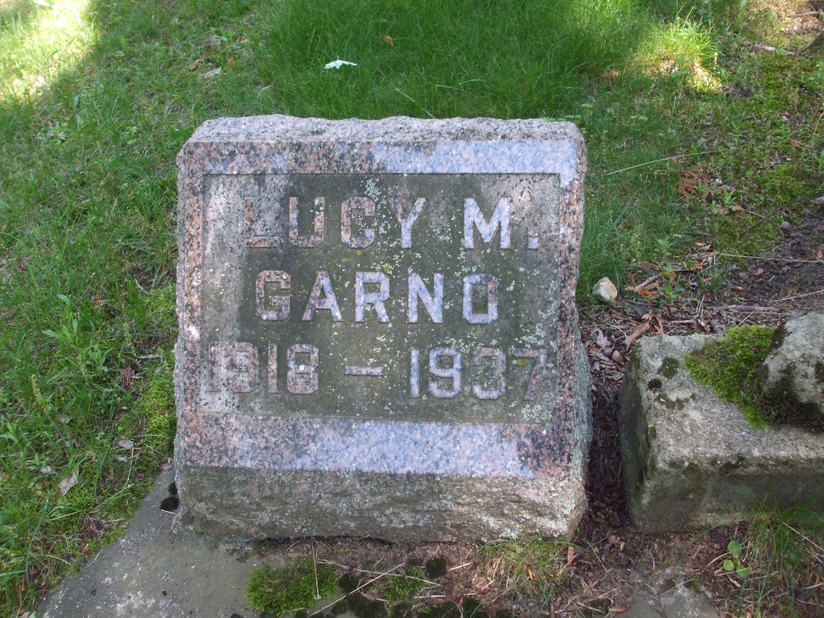 LUCY M.
GARNO
1918 - 1937